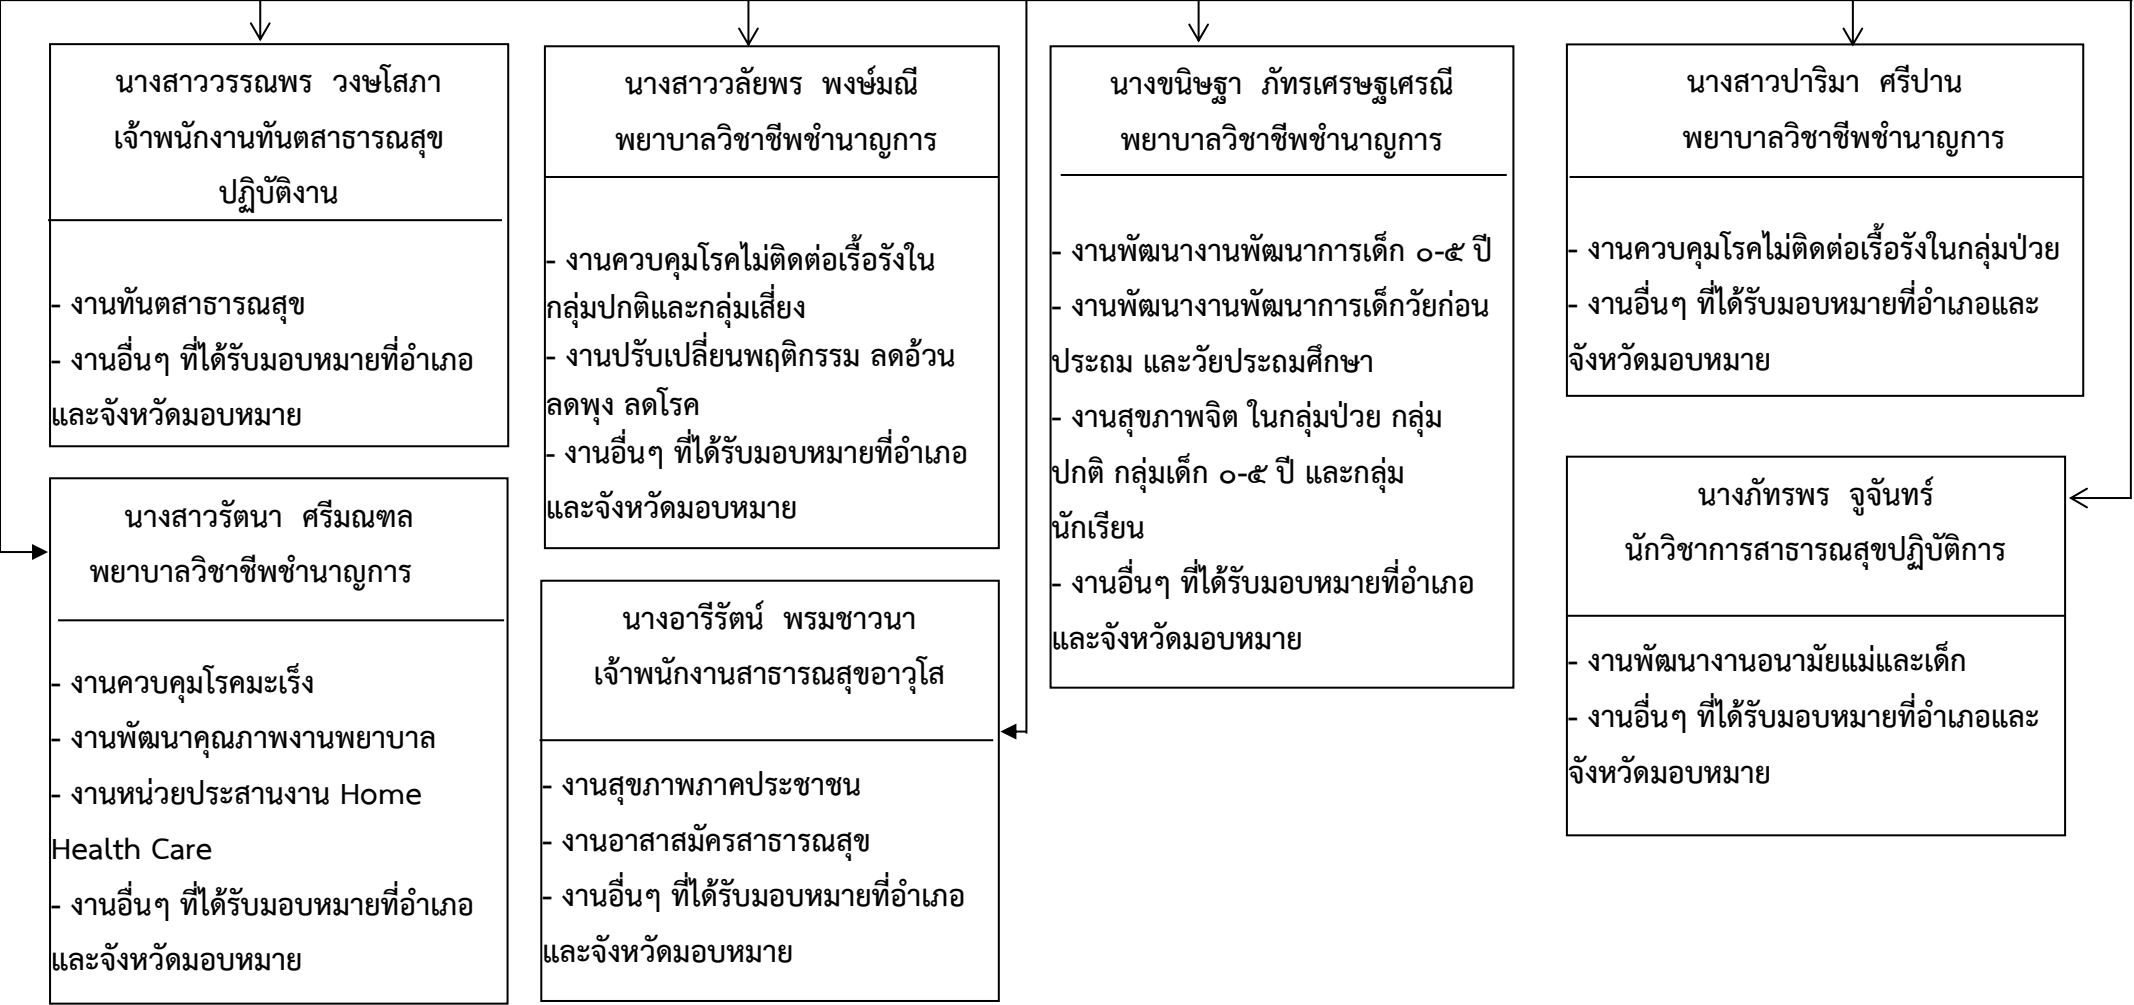 นางสาววรรณพร วงษโสภา
เจ้าพนักงานทันตสาธารณสุข
ปฏิบัติงาน
- งานทันตสาธารณสุข
- งานอื่นๆ ที่ได้รับมอบหมายที่อำเภอ
และจังหวัดมอบหมาย
นางสาวรัตนา ศรีมณฑล
พยาบาลวิชาชีพชำนาญการ
- งานควบคุมโรคมะเร็ง
- งานพัฒนาคุณภาพงานพยาบาล
- งานหน่วยประสานงาน Home
Health Care
- งานอื่นๆ ที่ได้รับมอบหมายที่อำเภอ
และจังหวัดมอบหมาย
นางสาววลัยพร พงษ์มณี
พยาบาลวิชาชีพชำนาญการ
- งานควบคุมโรคไม่ติดต่อเรื้อรังใน
กลุ่มปกติและกลุ่มเสี่ยง
- งานปรับเปลี่ยนพฤติกรรม ลดอ้วน
ลดพุง ลดโรค
- งานอื่นๆ ที่ได้รับมอบหมายที่อำเภอ
และจังหวัดมอบหมาย
นางอารีรัตน์ พรมชาวนา
เจ้าพนักงานสาธารณสุขอาวุโส
- งานสุขภาพภาคประชาชน
- งานอาสาสมัครสาธารณสุข
- งานอื่นๆ ที่ได้รับมอบหมายที่อำเภอ
และจังหวัดมอบหมาย
นางขนิษฐา ภัทรเศรษฐเศรณี
พยาบาลวิชาชีพชำนาญการ
- งานพัฒนางานพัฒนาการเด็ก ๐-๕ ปี
- งานพัฒนางานพัฒนาการเด็กวัยก่อน
ประถม และวัยประถมศึกษา
- งานสุขภาพจิต ในกลุ่มป่วย กลุ่ม
ปกติ กลุ่มเด็ก ๐-๕ ปี และกลุ่ม
นักเรียน
- งานอื่นๆ ที่ได้รับมอบหมายที่อำเภอ
และจังหวัดมอบหมาย
นางสาวปาริมา ศรีปาน
พยาบาลวิชาชีพชำนาญการ
- งานควบคุมโรคไม่ติดต่อเรื้อรังในกลุ่มป่วย
- งานอื่นๆ ที่ได้รับมอบหมายที่อำเภอและ
จังหวัดมอบหมาย
นางภัทรพร จูจันทร์
นักวิชาการสาธารณสุขปฏิบัติการ
- งานพัฒนางานอนามัยแม่และเด็ก
- งานอื่นๆ ที่ได้รับมอบหมายที่อำเภอและ
จังหวัดมอบหมาย